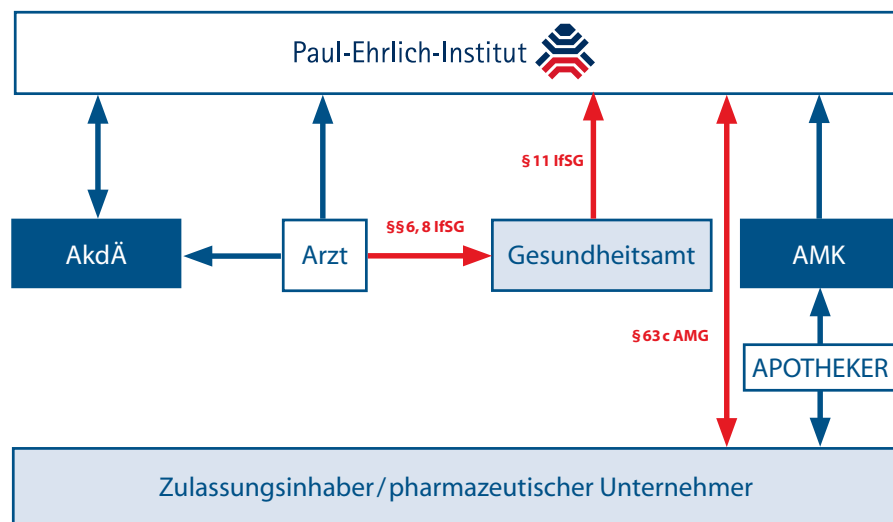 Paul-Ehrlich-Institut
§ 11 IfSG
§§ 6, 8 IfSG
AkdÄ
Arzt
Gesundheitsamt
AMK
§ 63 c AMG
APOTHEKER
Zulassungsinhaber / pharmazeutischer Unternehmer